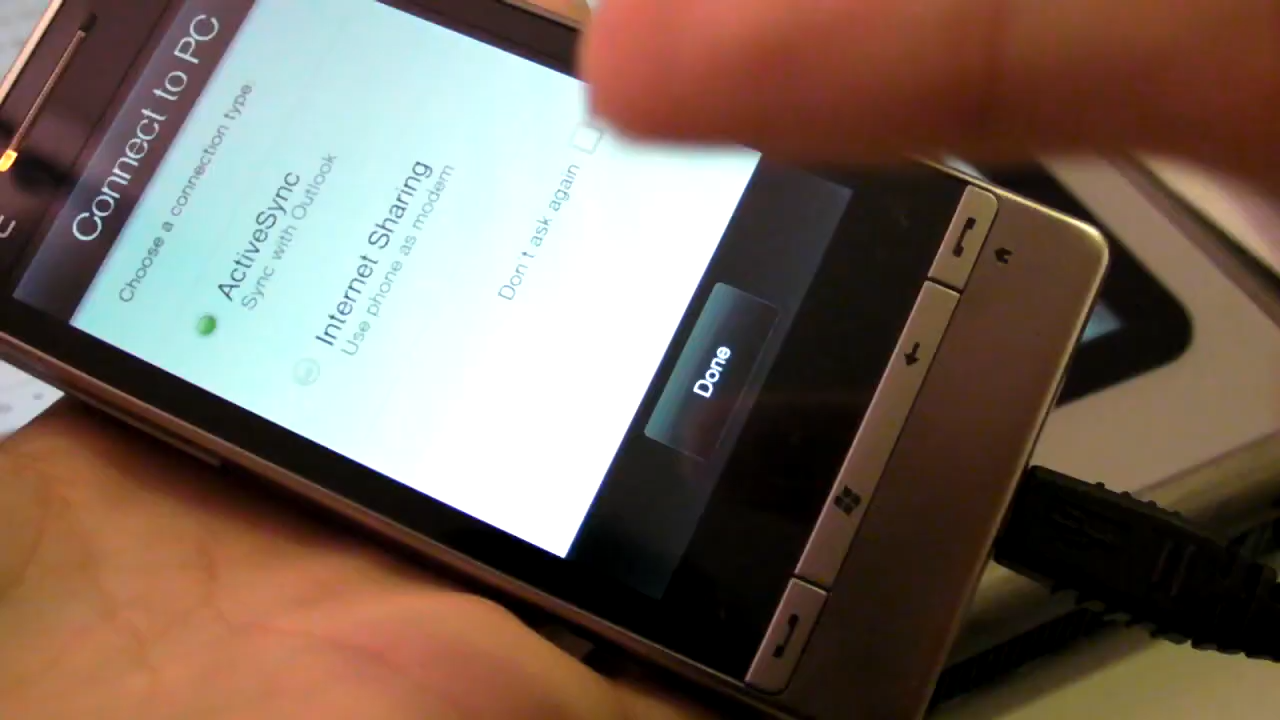 Connect to PC
Choose a connection type:
ActiveSync
Sync with Outlook
Internet Sharing
Use phone as modem
Don't ask again
Done